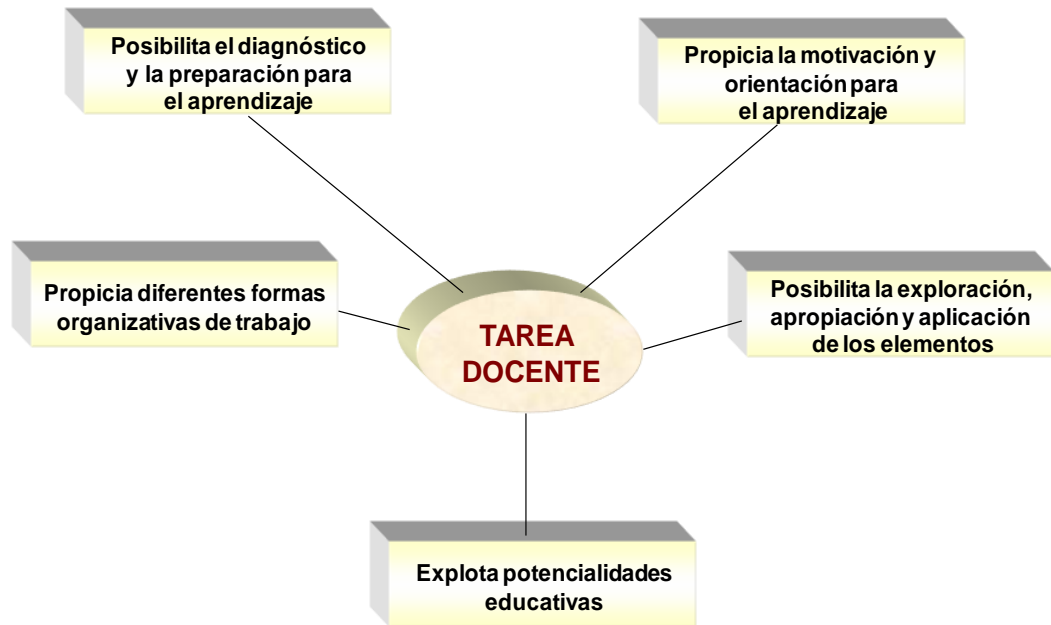 Posibilita el diagnóstico
y la preparación para
el aprendizaje
Propicia la motivación y
orientación para
el aprendizaje
Propicia diferentes formas
organizativas de trabajo
TAREA
DOCENTE
Posibilita la exploración,
apropiación y aplicación
de los elementos
Explota potencialidades
educativas